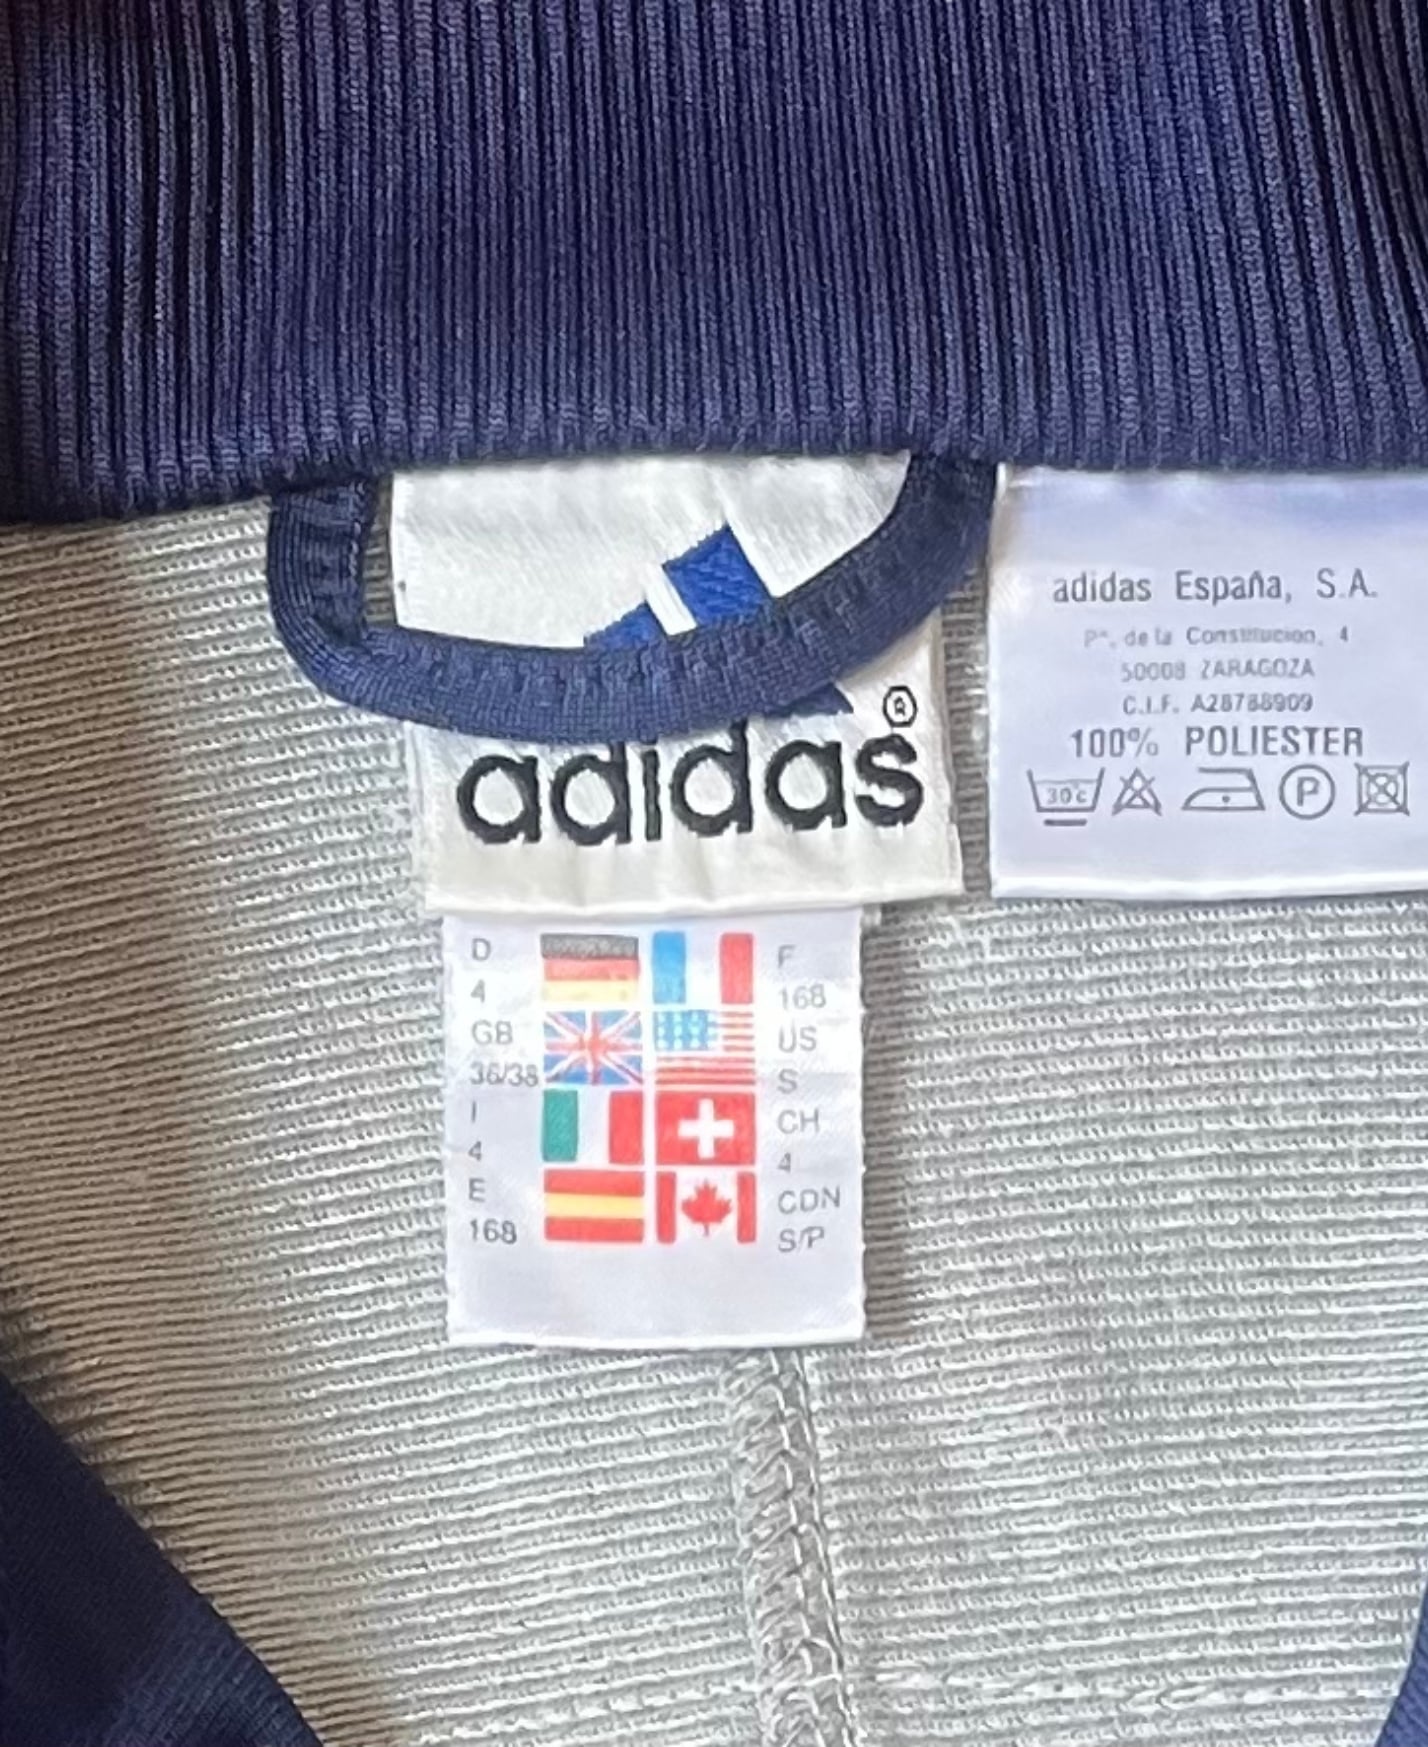 adidas España, S.A.
Pº. de la Constitucion, 4
50008 ZARAGOZA
C.I.F. A28788909
100% POLIESTER
30 c P
®
adidas
D F
4 168
GB US
36/38 S
I CH
4 4
E CDN
168 S/P